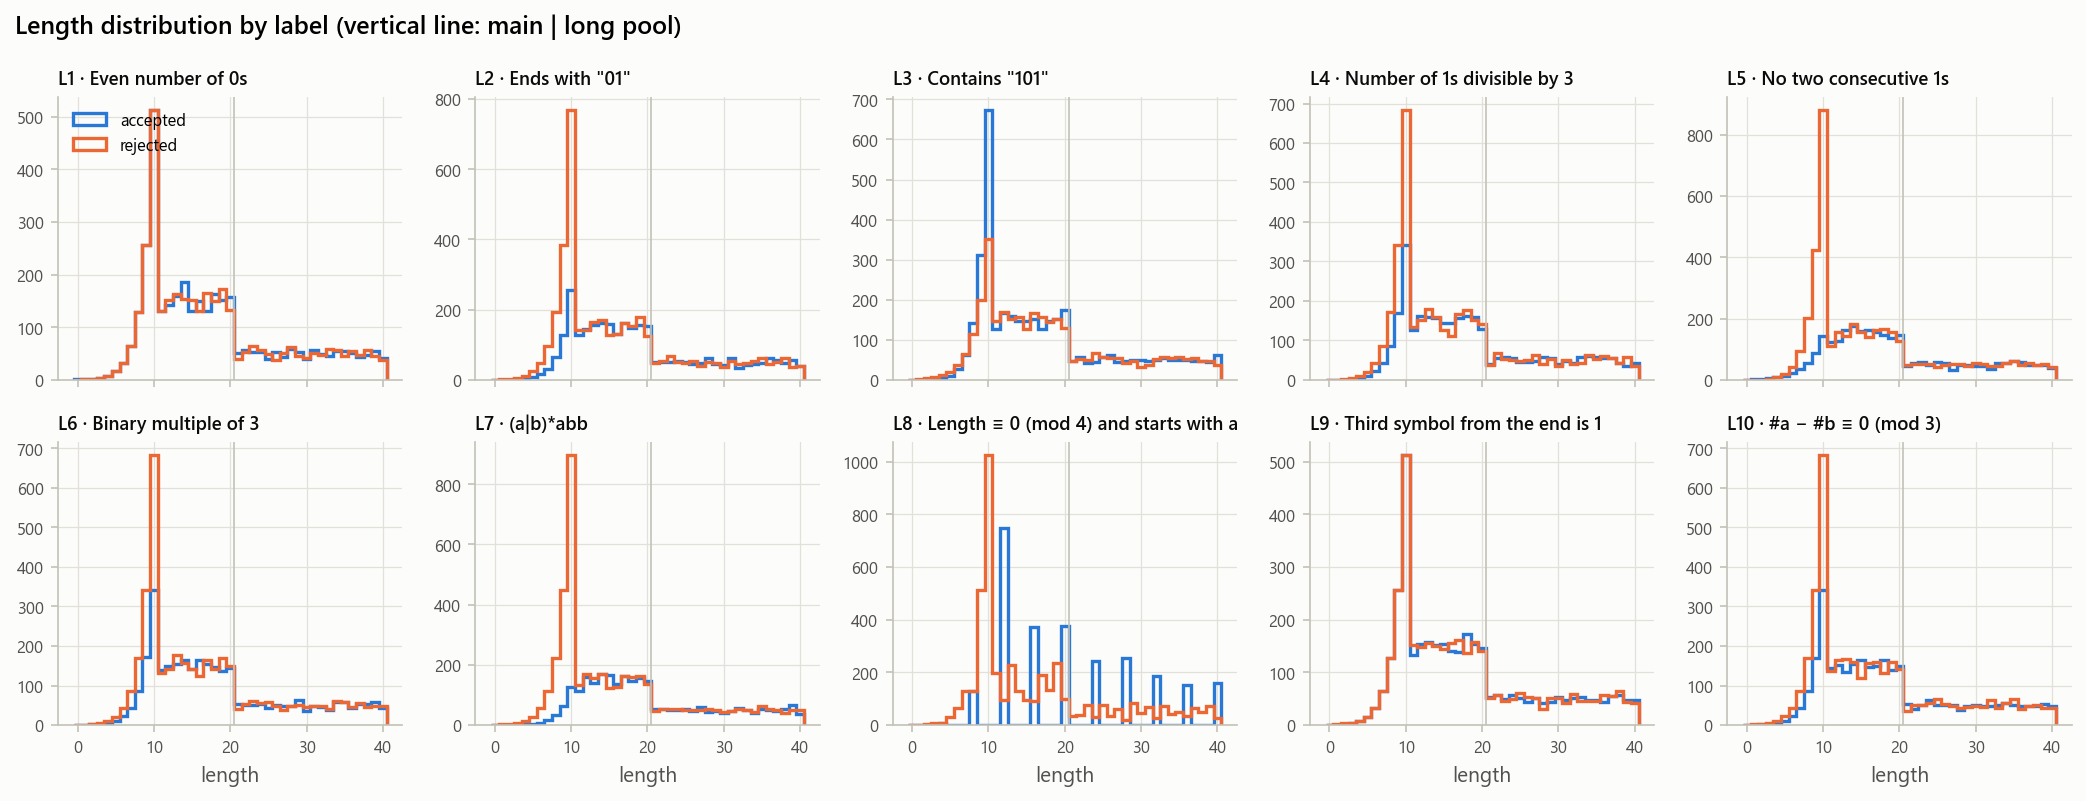 Length distribution by label (vertical line: main | long pool)
L1 · Even number of 0s
L2 · Ends with "01"
L3 · Contains "101"
L4 · Number of 1s divisible by 3
L5 · No two consecutive 1s
accepted
rejected
500
400
300
200
100
0
800
600
400
200
0
700
600
500
400
300
200
100
0
700
600
500
400
300
200
100
0
800
600
400
200
0
L6 · Binary multiple of 3
L7 · (a|b)*abb
L8 · Length ≡ 0 (mod 4) and starts with a
L9 · Third symbol from the end is 1
L10 · #a − #b ≡ 0 (mod 3)
700
600
500
400
300
200
100
0
800
600
400
200
0
1000
800
600
400
200
0
500
400
300
200
100
0
700
600
500
400
300
200
100
0
0 10 20 30 40
0 10 20 30 40
0 10 20 30 40
0 10 20 30 40
0 10 20 30 40
length
length
length
length
length